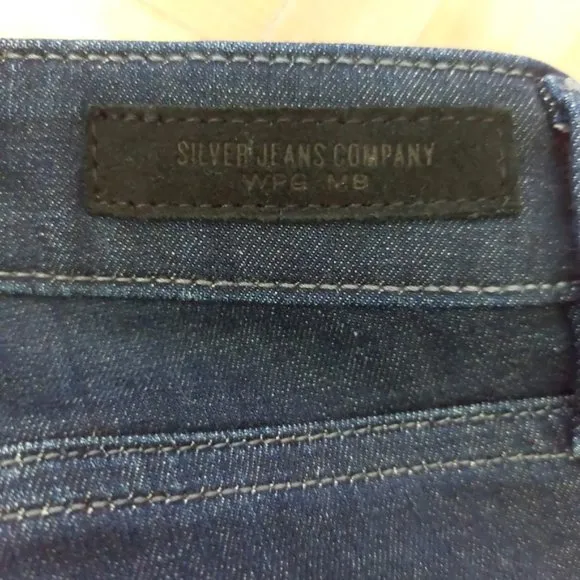 SILVER JEANS COMPANY
WPG MB